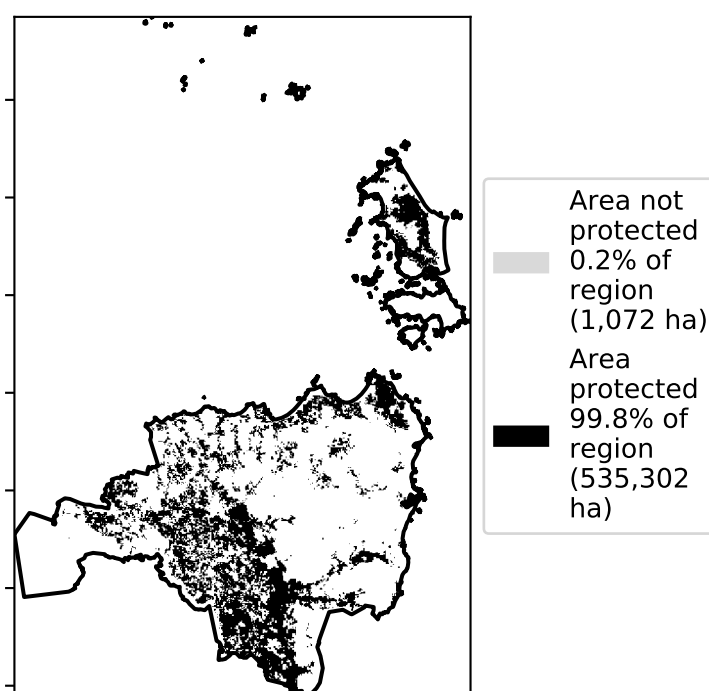 Area not
protected
0.2% of
region
(1,072 ha)
Area
protected
99.8% of
region
(535,302
ha)